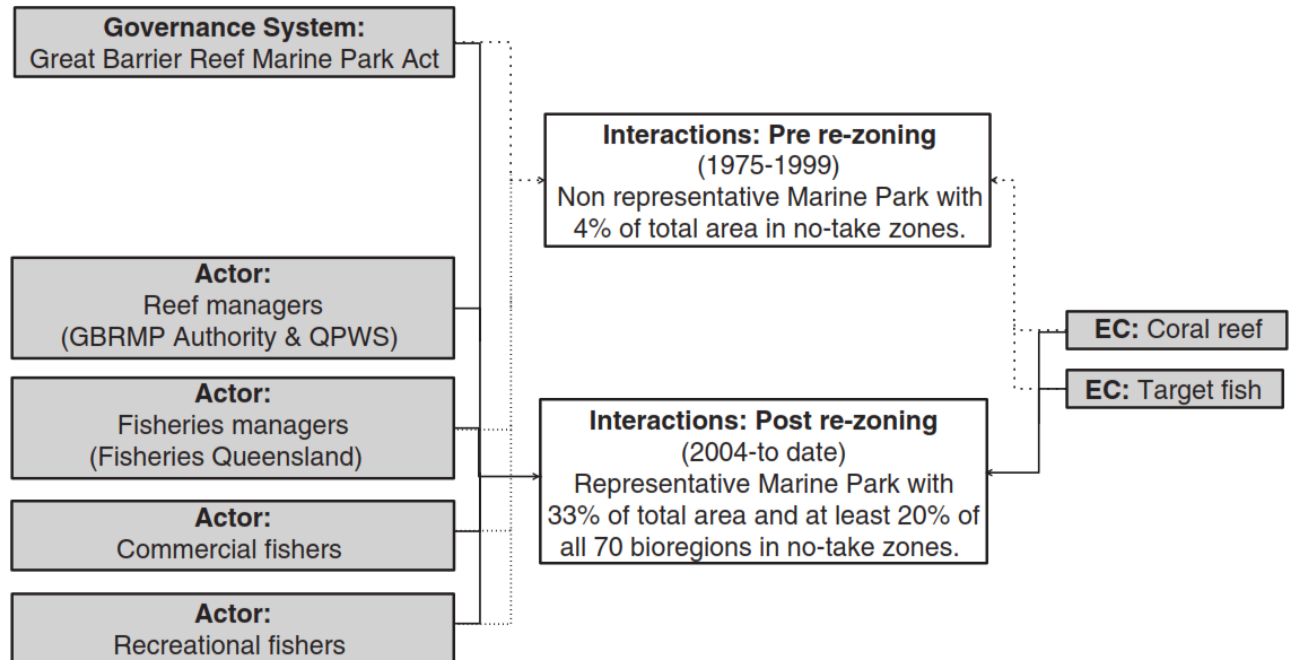 Governance System:
Great Barrier Reef Marine Park Act
Interactions: Pre re-zoning
(1975-1999)
Non representative Marine Park with
4% of total area in no-take zones.
Actor:
Reef managers
(GBRMP Authority & QPWS)
EC: Coral reef
EC: Target fish
Actor:
Fisheries managers
(Fisheries Queensland)
Interactions: Post re-zoning
(2004-to date)
Representative Marine Park with
33% of total area and at least 20% of
all 70 bioregions in no-take zones.
Actor:
Commercial fishers
Actor:
Recreational fishers